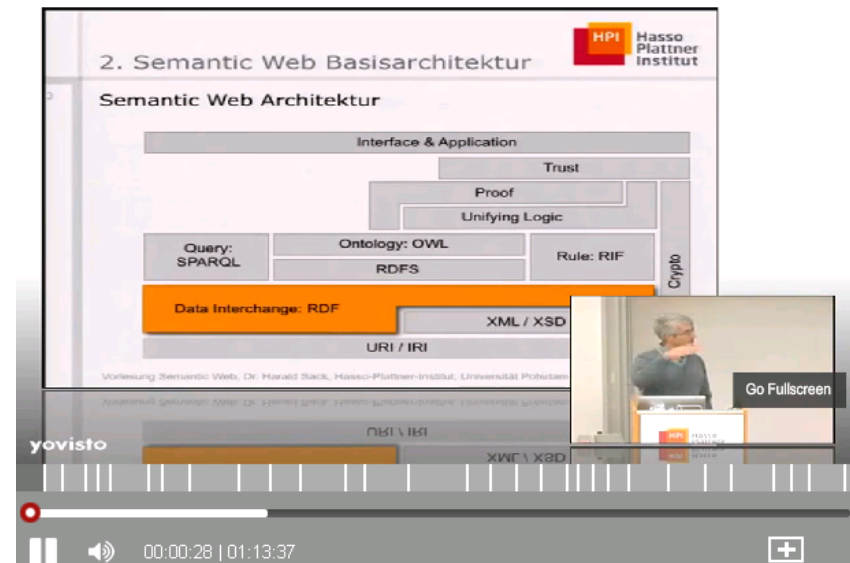 HPI Hasso
Plattner
Institut
2. Semantic Web Basisarchitektur
Semantic Web Architektur
Interface & Application
Trust
Proof
Unifying Logic
Query:
SPARQL
Ontology: OWL
RDFS
Rule: RIF
Crypto
Data Interchange: RDF
XML / XSD
URI / IRI
Vorlesung Semantic Web, Dr. Harald Sack, Hasso-Plattner-Institut, Universität Potsdam
Go Fullscreen
HPI Hasso
yovisto
00:00:28 | 01:13:37